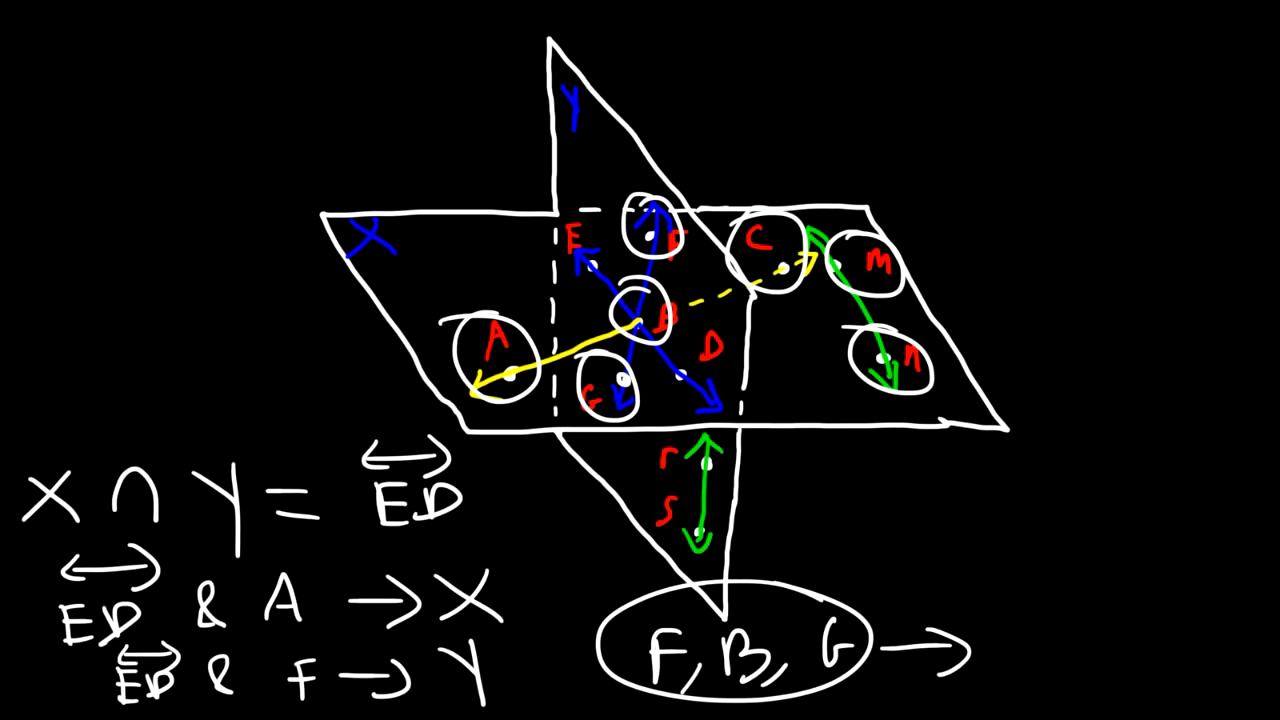 Y
X
E
F
C
M
A
B
D
G
n
r
s
X ∩ Y = ED
ED & A → X
ED & F → Y
F, B, G →